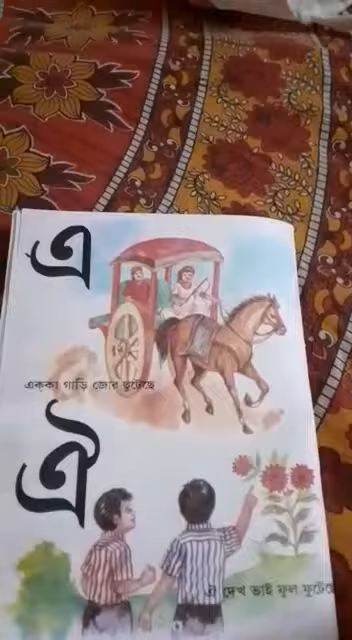 এ
এক্কা গাড়ি জোর ছুটেছে
ঐ
ঐ দেখ ভাই ফুল ফুটেছে